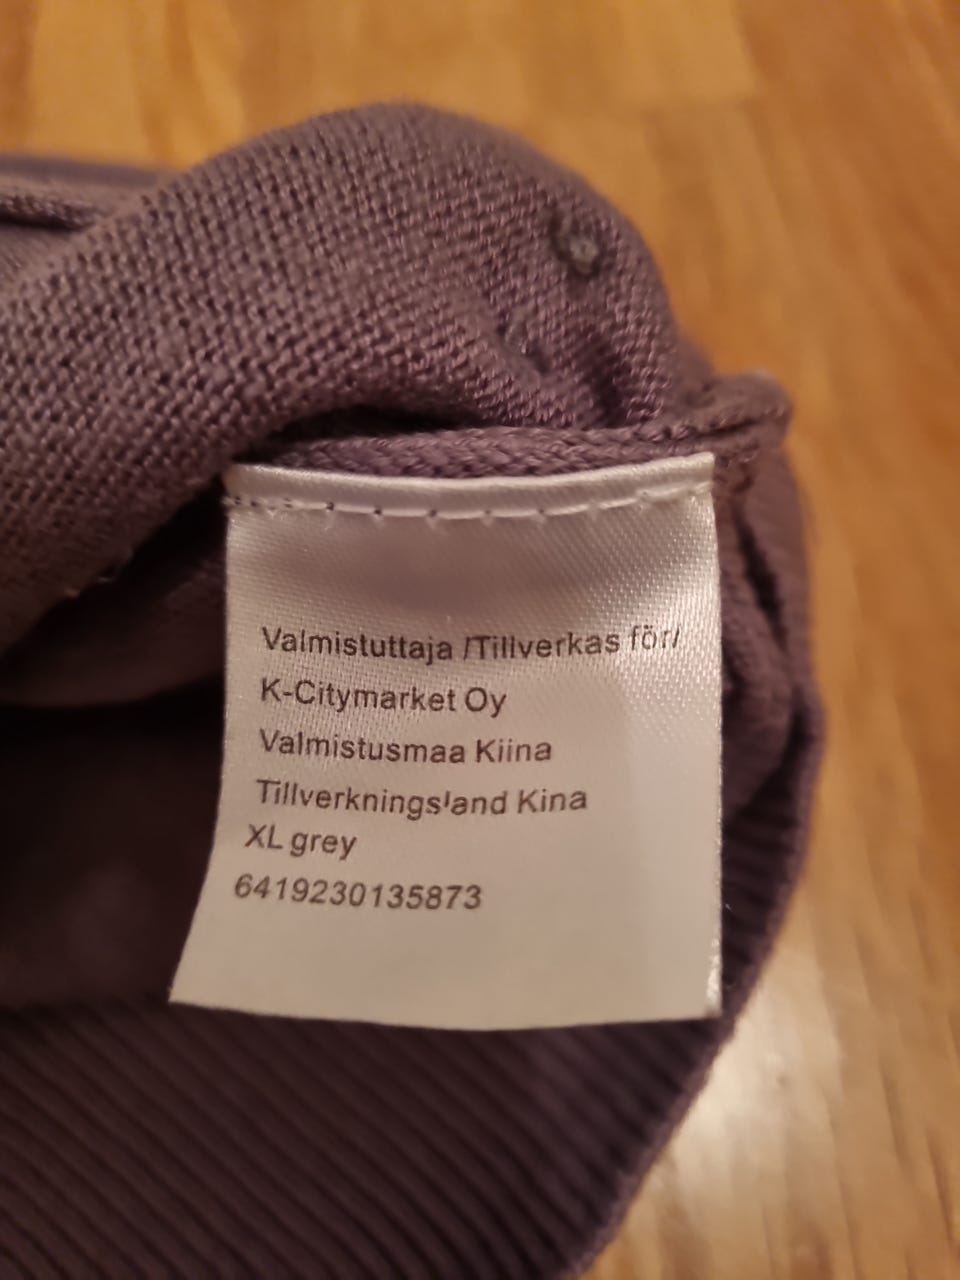 Valmistuttaja /Tillverkas för/
K-Citymarket Oy
Valmistusmaa Kiina
Tillverkningsland Kina
XL grey
6419230135873